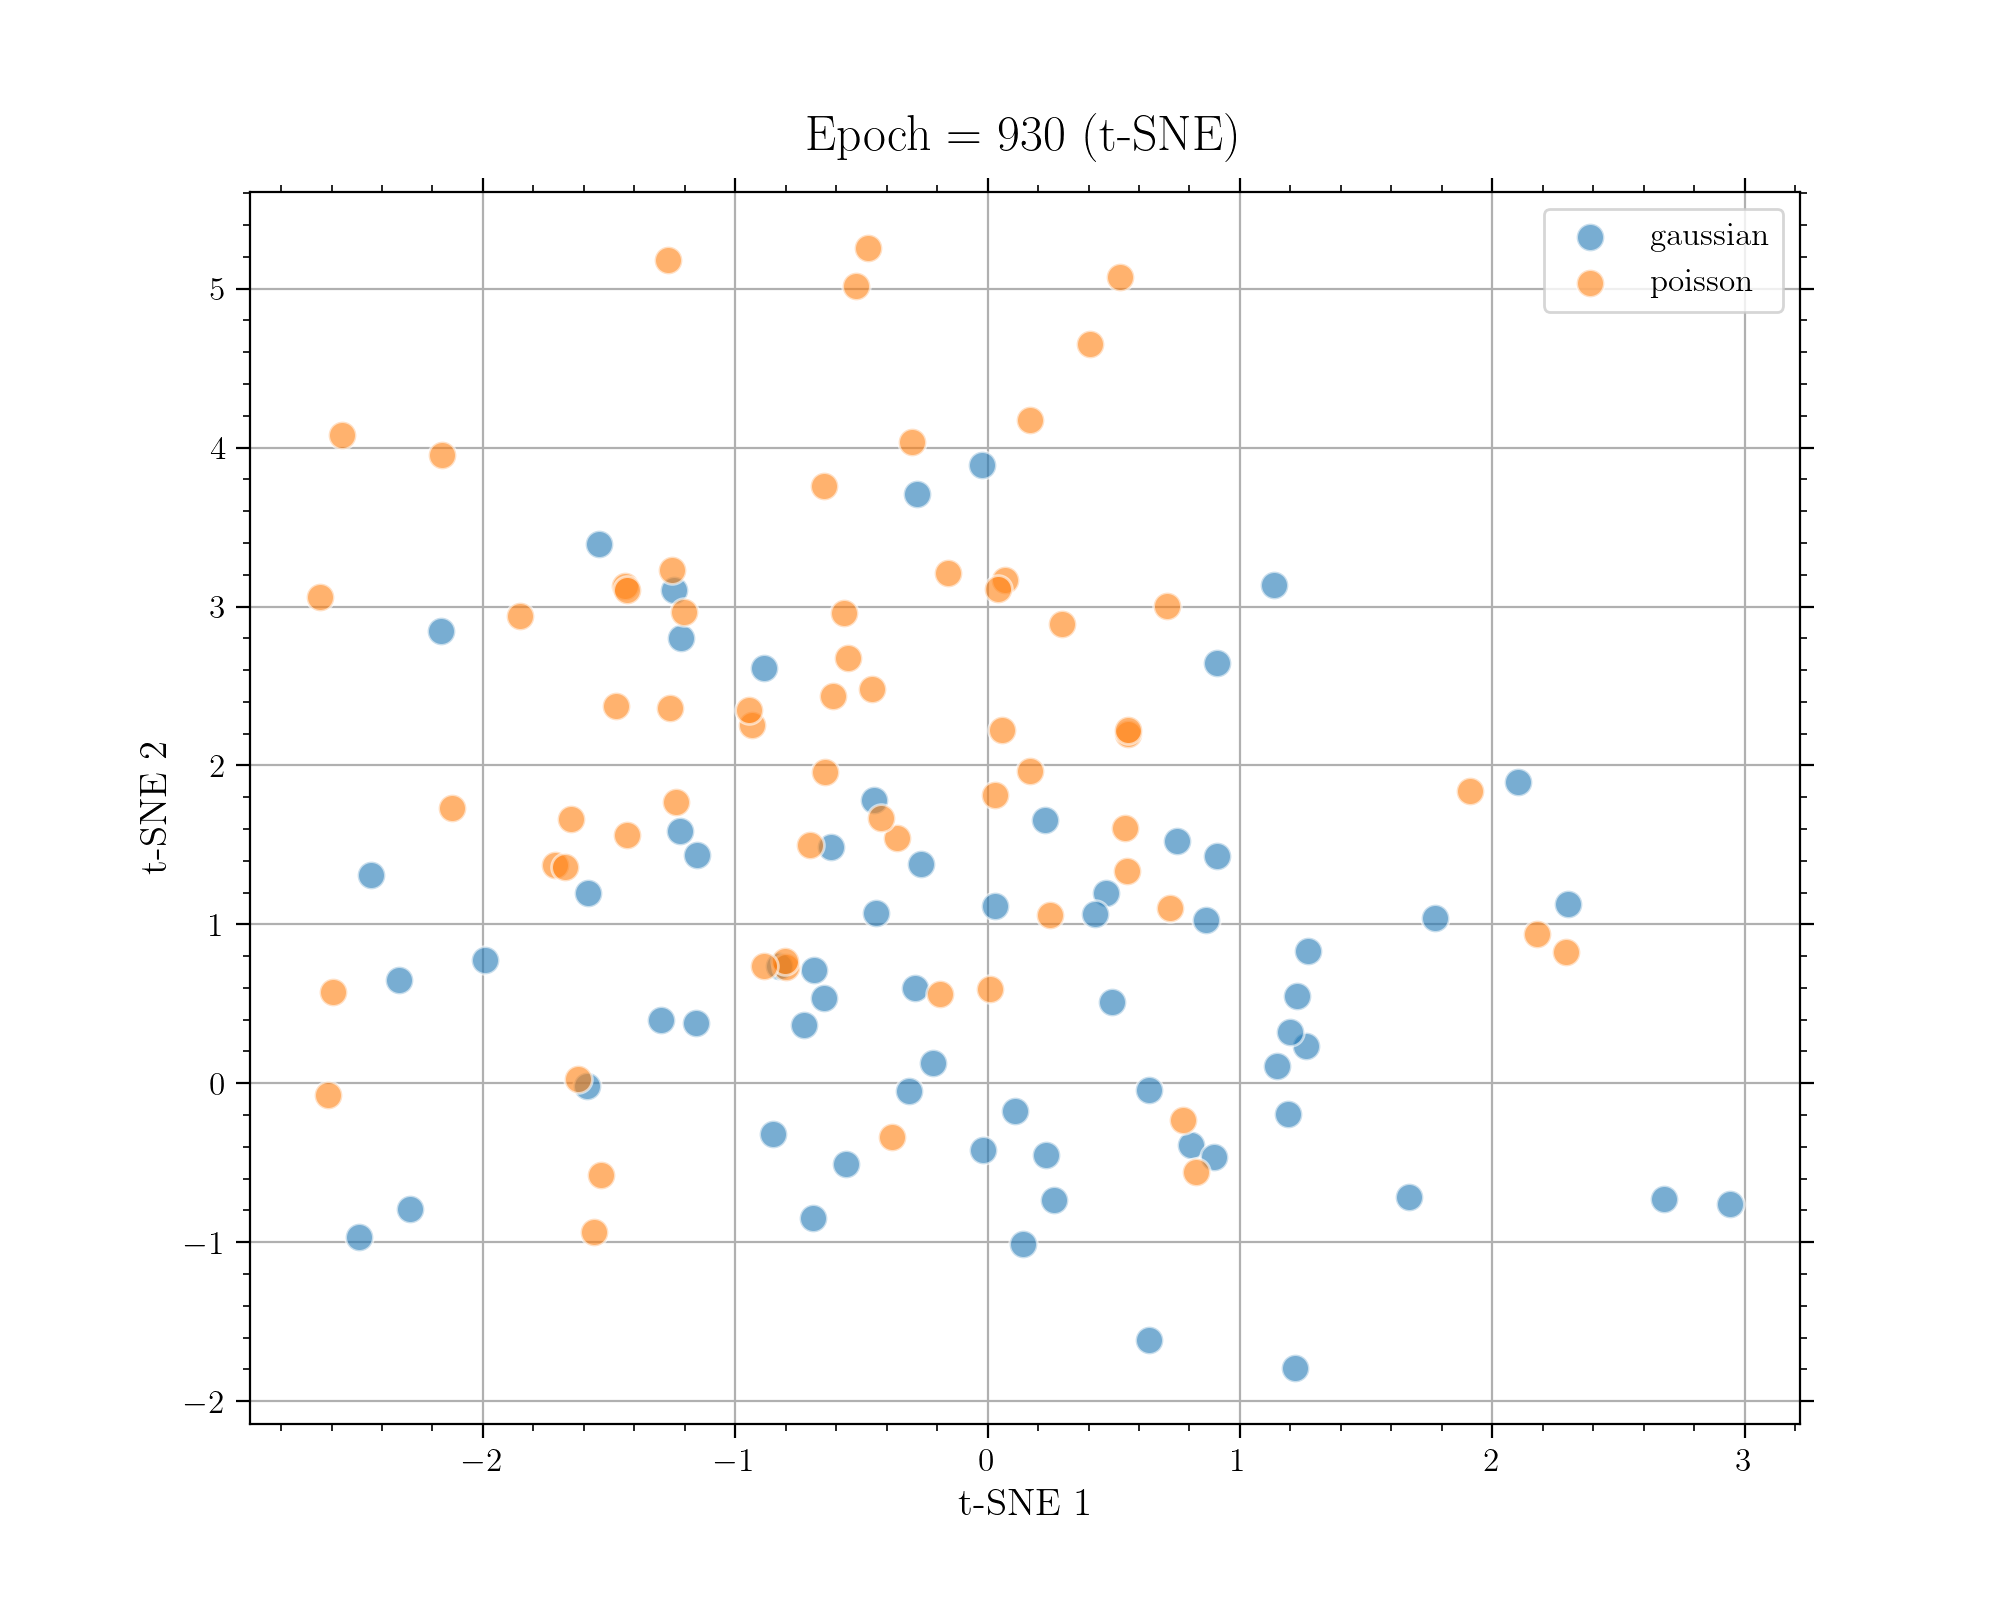 Epoch = 930 (t-SNE)
gaussian
poisson
5
4
3
2
1
0
−1
−2
t-SNE 2
−2 −1 0 1 2 3
t-SNE 1